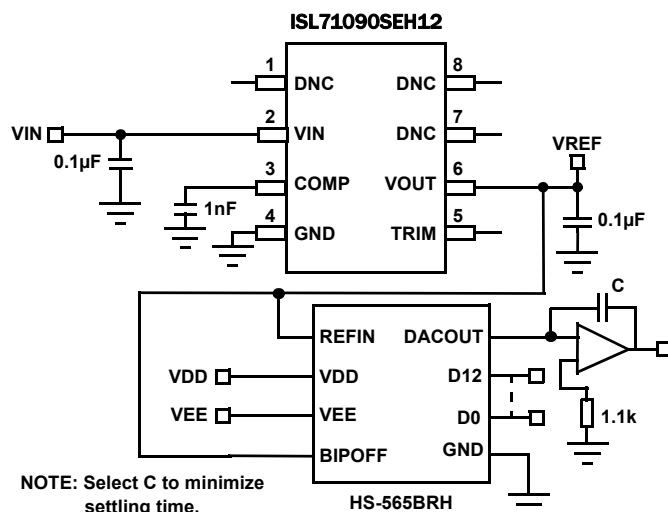 ISL71090SEH12
1 DNC DNC 8
VIN 2 VIN DNC 7
VREF
0.1µF 3 COMP VOUT 6
1nF 0.1µF
4 GND TRIM 5
C
REFIN DACOUT
VDD VDD D12
VEE VEE D0
1.1k
BIPOFF GND
NOTE: Select C to minimize
settling time.
HS-565BRH